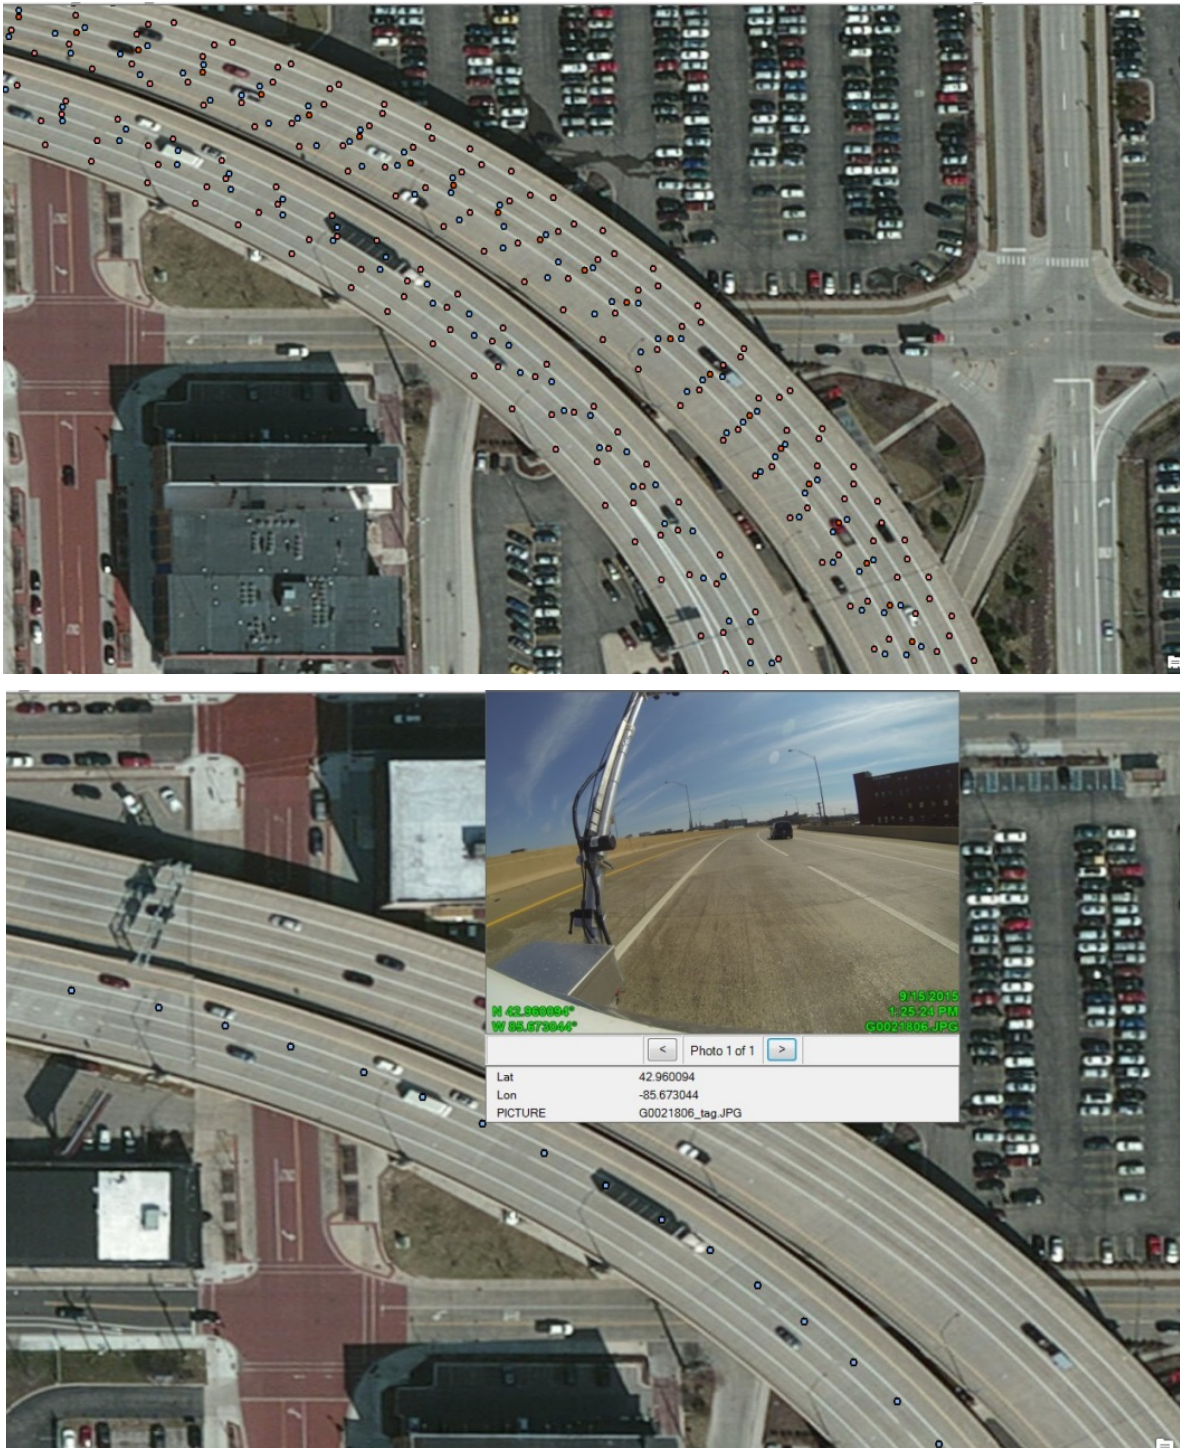 N 42.960094°
W 85.673044°
9/15/2015
1:25:24 PM
G0021806.JPG
<
Photo 1 of 1
>
Lat 42.960094
Lon -85.673044
PICTURE G0021806_tag.JPG